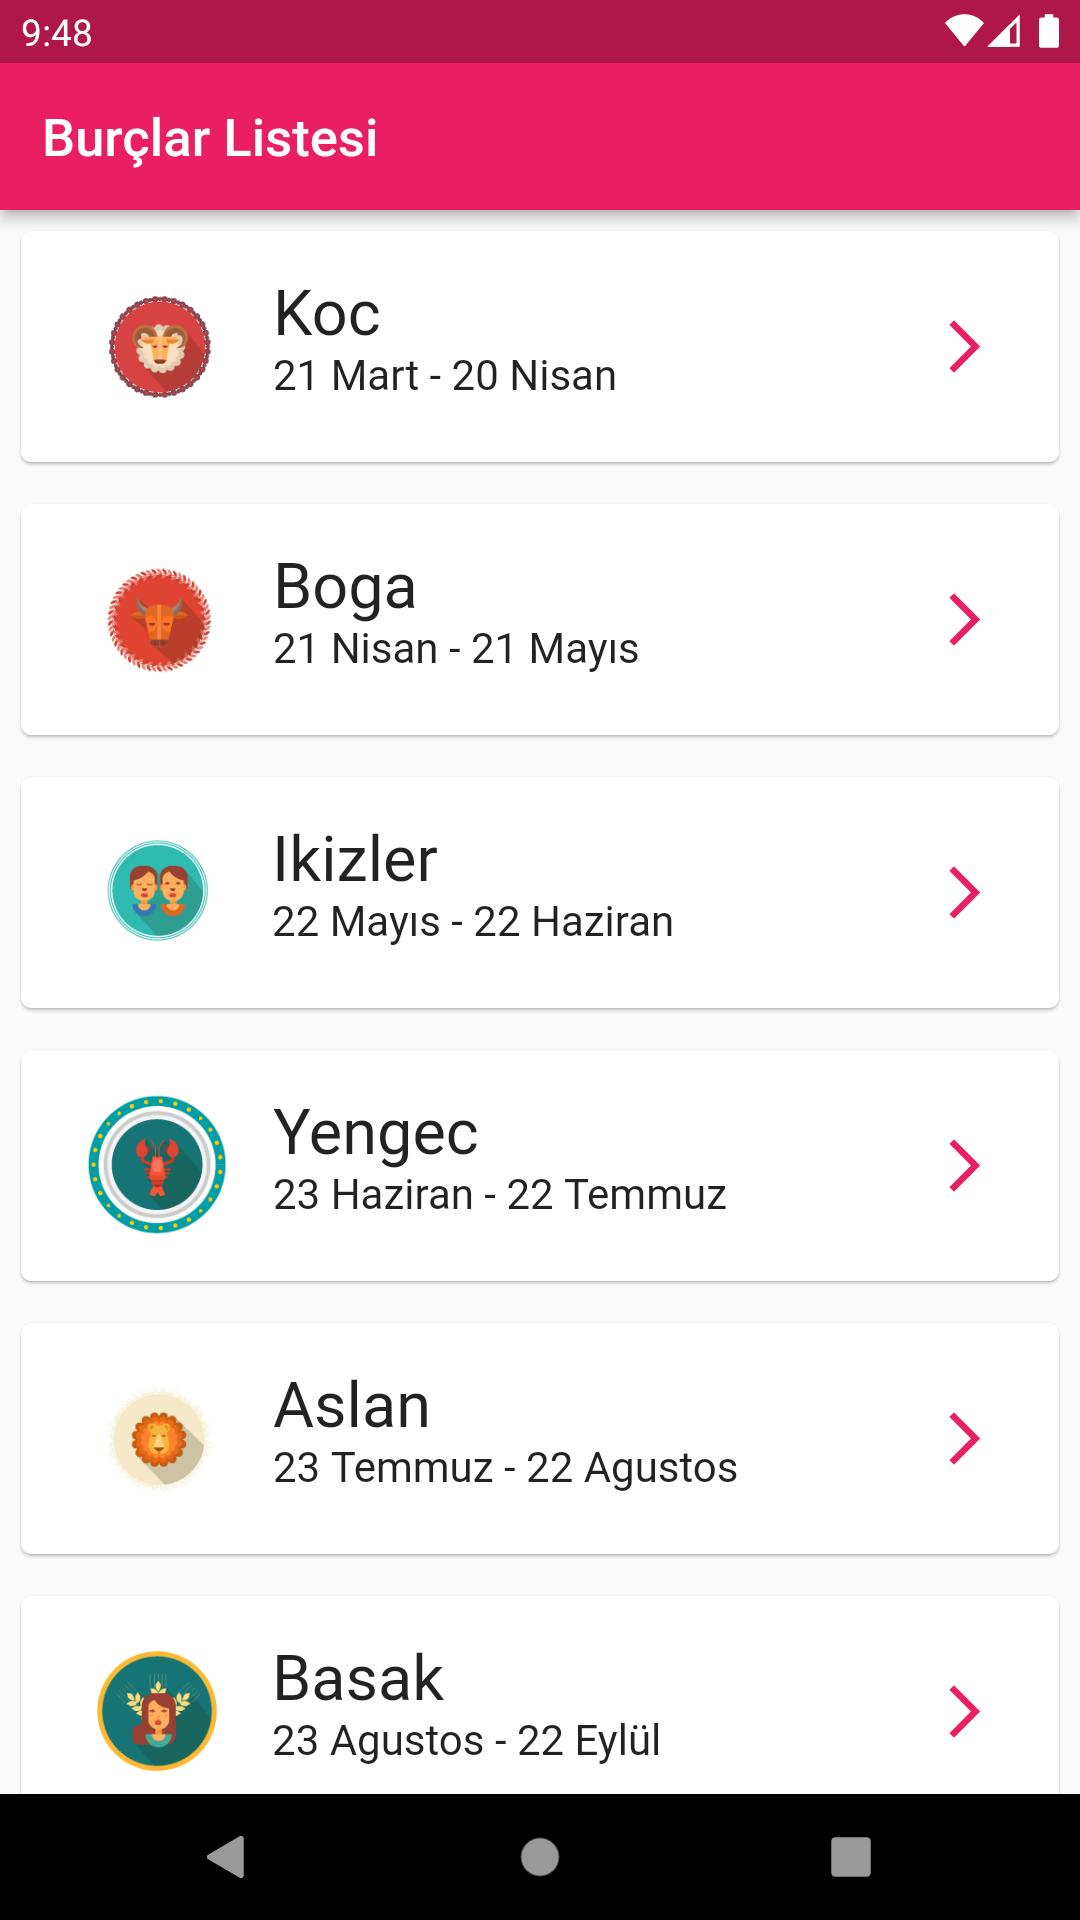 9:48
Burçlar Listesi
Koc
21 Mart - 20 Nisan
Boga
21 Nisan - 21 Mayıs
Ikizler
22 Mayıs - 22 Haziran
Yengec
23 Haziran - 22 Temmuz
Aslan
23 Temmuz - 22 Agustos
Basak
23 Agustos - 22 Eylül